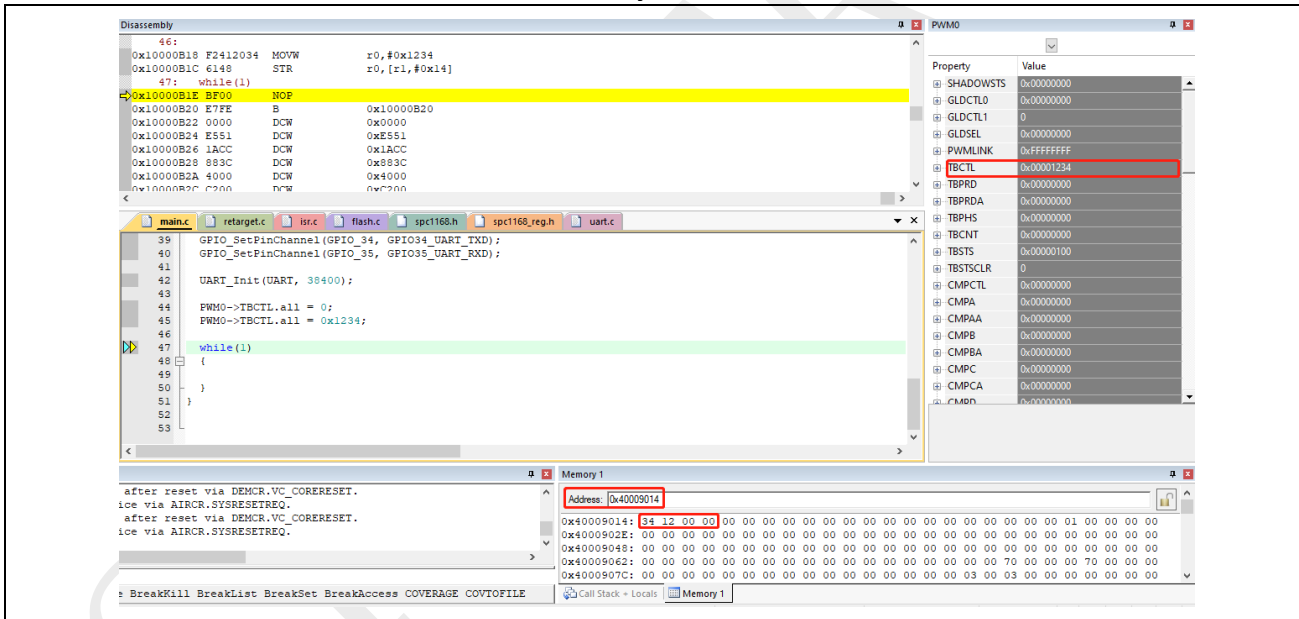 Disassembly
46:
0x10000B18 F2412034 MOVW r0,#0x1234
0x10000B1C 6148 STR r0,[r1,#0x14]
47: while(1)
0x10000B1E BF00 NOP
0x10000B20 E7FE B 0x10000B20
0x10000B22 0000 DCW 0x0000
0x10000B24 E551 DCW 0xE551
0x10000B26 1ACC DCW 0x1ACC
0x10000B28 883C DCW 0x883C
0x10000B2A 4000 DCW 0x4000
0x10000B2C C200 DCW 0xC200
PWM0
Property Value
SHADOWSTS 0x00000000
GLDCTL0 0x00000000
GLDCTL1 0
GLDSEL 0x00000000
PWMLINK 0xFFFFFFFF
TBCTL 0x00001234
TBPRD 0x00000000
TBPRDA 0x00000000
TBPHS 0x00000000
TBCNT 0x00000000
TBSTS 0x00000100
TBSTSCLR 0
CMPCTL 0x00000000
CMPA 0x00000000
CMPAA 0x00000000
CMPB 0x00000000
CMPBA 0x00000000
CMPC 0x00000000
CMPCA 0x00000000
CMPD 0x00000000
main.c retarget.c isr.c flash.c spc1168.h spc1168_reg.h uart.c
39 GPIO_SetPinChannel(GPIO_34, GPIO34_UART_TXD);
40 GPIO_SetPinChannel(GPIO_35, GPIO35_UART_RXD);
41
42 UART_Init(UART, 38400);
43
44 PWM0->TBCTL.all = 0;
45 PWM0->TBCTL.all = 0x1234;
46
47 while(1)
48 {
49
50 }
51 }
52
53
after reset via DEMCR.VC_CORERESET.
ice via AIRCR.SYSRESETREQ.
after reset via DEMCR.VC_CORERESET.
ice via AIRCR.SYSRESETREQ.
BreakKill BreakList BreakSet BreakAccess COVERAGE COVTOFILE
Memory 1
Address: 0x40009014
0x40009014: 34 12 00 00 00 00 00 00 00 00 00 00 00 00 00 00 00 00 00 00 00 01 00 00 00 00
0x4000902E: 00 00 00 00 00 00 00 00 00 00 00 00 00 00 00 00 00 00 00 00 00 00 00 00 00 00
0x40009048: 00 00 00 00 00 00 00 00 00 00 00 00 00 00 00 00 00 00 00 00 00 00 00 00 00 00
0x40009062: 00 00 00 00 00 00 00 00 00 00 00 00 00 00 00 00 00 00 70 00 00 00 70 00 00 00
0x4000907C: 00 00 00 00 00 00 00 00 00 00 00 00 00 00 00 00 03 00 03 00 00 00 00 00 00 00
Call Stack + Locals Memory 1